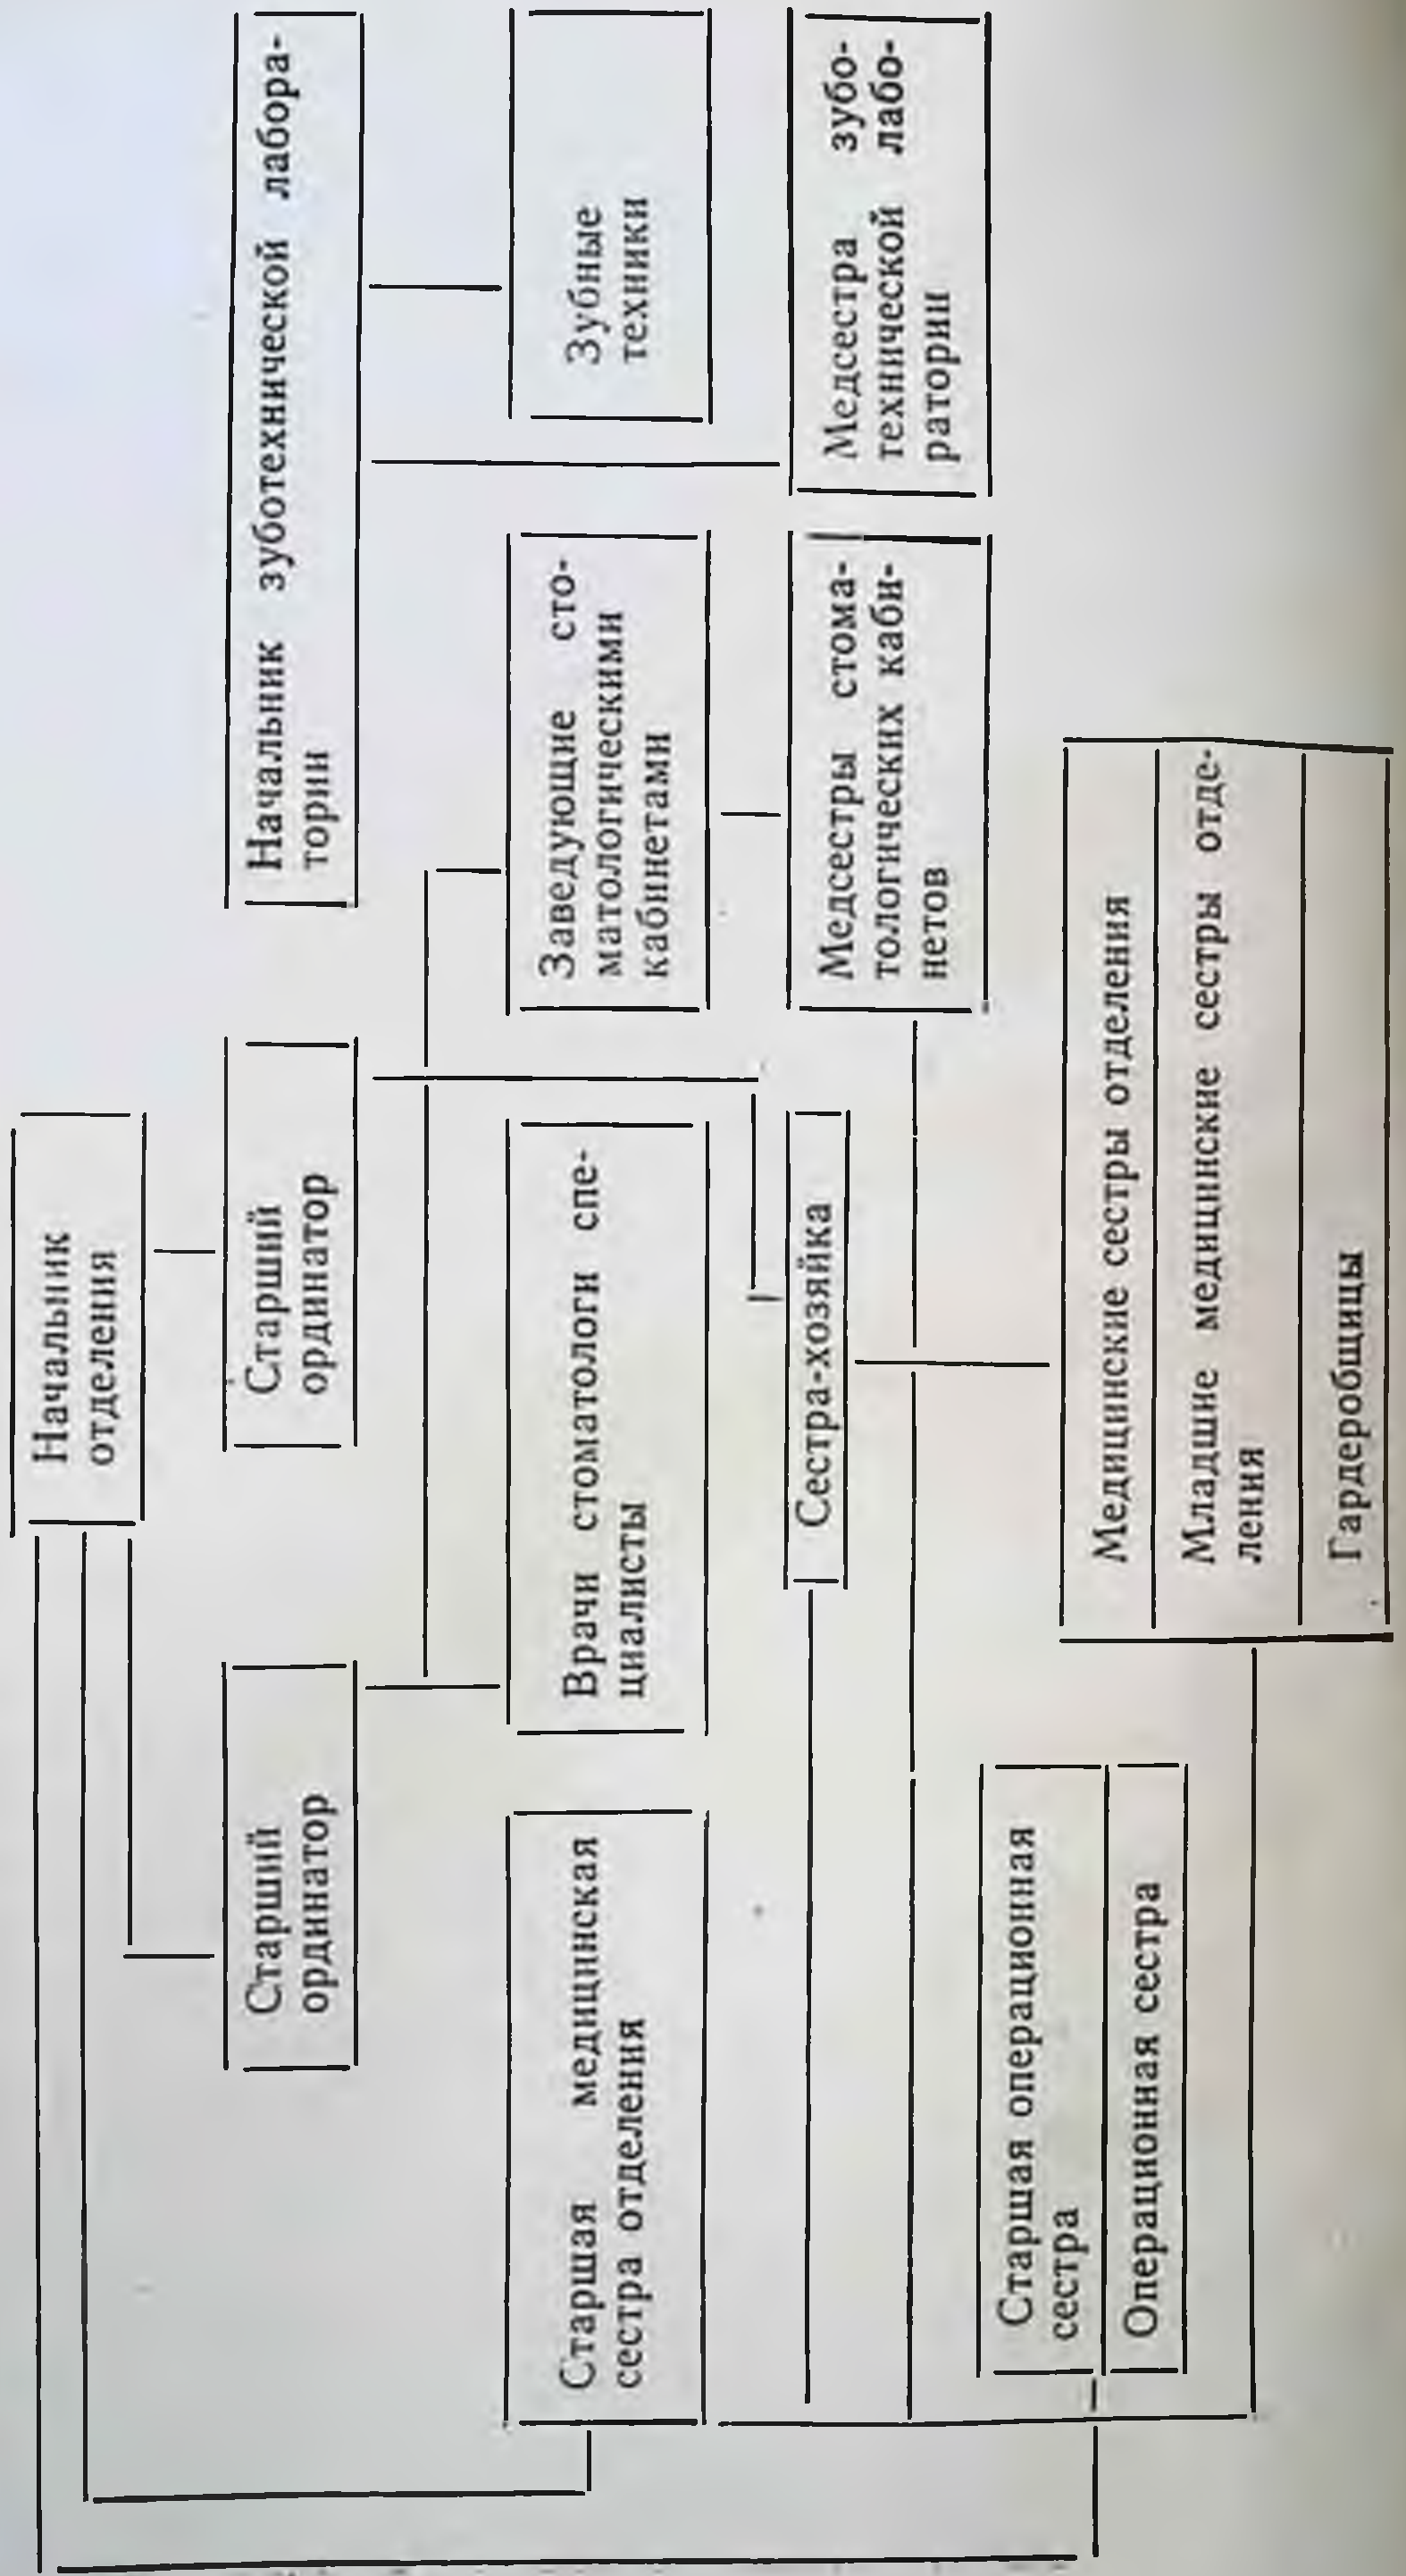 Начальник
отделения
Старший
ординатор
Старший
ординатор
Начальник зуботехнической лабора-
тории
Старшая медицинская
сестра отделения
Врачи стоматологи спе-
циалисты
Заведующие сто-
матологическими
кабинетами
Зубные
техники
Сестра-хозяйка
Медсестры стома-
тологических каби-
нетов
Медсестра зубо-
технической лабо-
ратории
Старшая операционная
сестра
Операционная сестра
Медицинские сестры отделения
Младшие медицинские сестры отде-
ления
Гардеробщицы